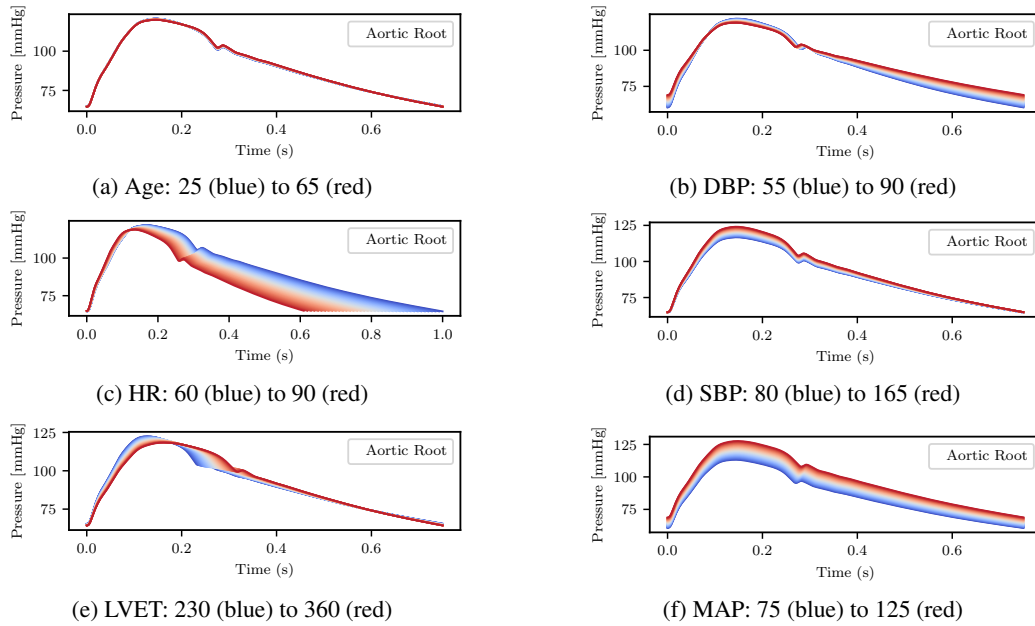 Pressure [mmHg]
100
75
Aortic Root
0.0 0.2 0.4 0.6
Time (s)
(a) Age: 25 (blue) to 65 (red)
Pressure [mmHg]
100
75
Aortic Root
0.0 0.2 0.4 0.6
Time (s)
(b) DBP: 55 (blue) to 90 (red)
Pressure [mmHg]
100
75
Aortic Root
0.0 0.2 0.4 0.6 0.8 1.0
Time (s)
(c) HR: 60 (blue) to 90 (red)
Pressure [mmHg]
125
100
75
Aortic Root
0.0 0.2 0.4 0.6
Time (s)
(d) SBP: 80 (blue) to 165 (red)
Pressure [mmHg]
125
100
75
Aortic Root
0.0 0.2 0.4 0.6
Time (s)
(e) LVET: 230 (blue) to 360 (red)
Pressure [mmHg]
125
100
75
Aortic Root
0.0 0.2 0.4 0.6
Time (s)
(f) MAP: 75 (blue) to 125 (red)